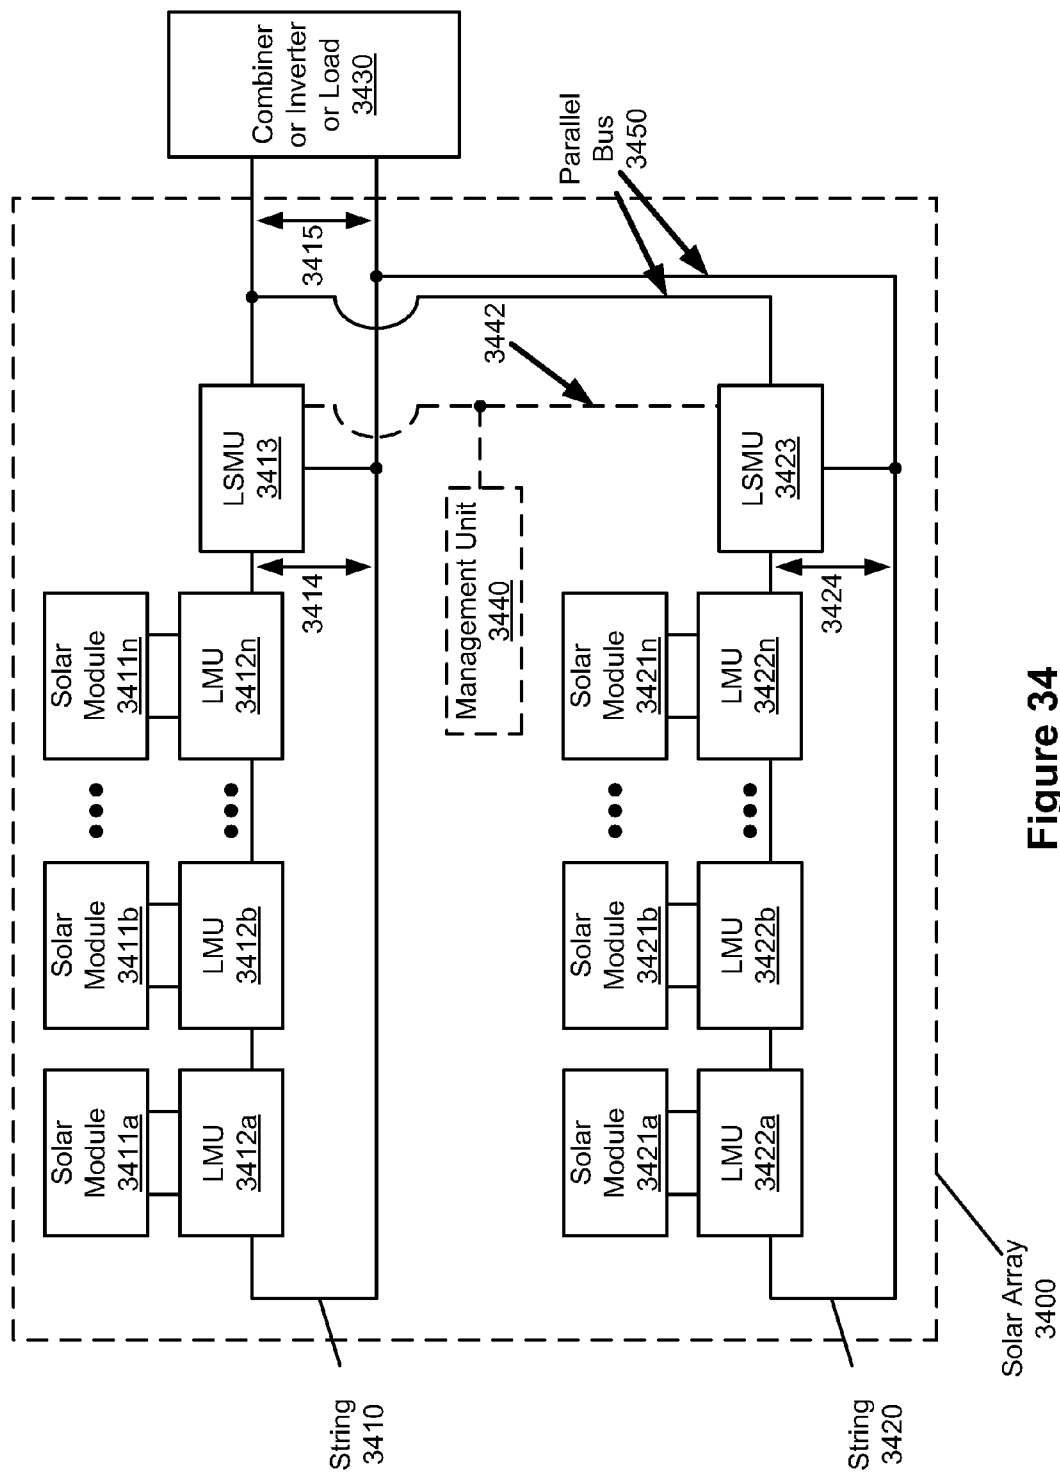 Combiner
or Inverter
or Load
3430
Solar
Module
3411a
Solar
Module
3411b
Solar
Module
3411n
LMU
3412a
LMU
3412b
LMU
3412n
LSMU
3413
3414
3415
String
3410
Parallel
Bus
3450
3442
Management Unit
3440
Solar
Module
3421a
Solar
Module
3421b
Solar
Module
3421n
LMU
3422a
LMU
3422b
LMU
3422n
LSMU
3423
3424
String
3420
Solar Array
3400
Figure 34